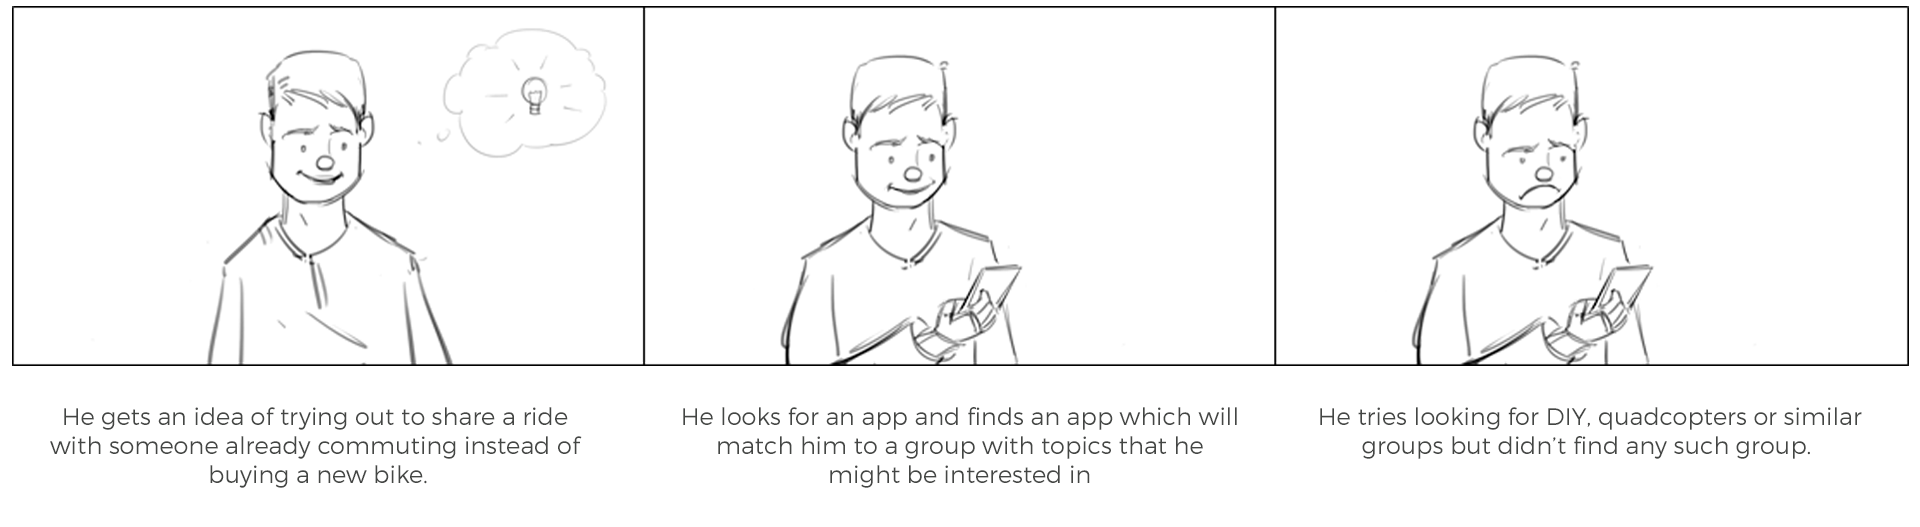 He gets an idea of trying out to share a ride
with someone already commuting instead of
buying a new bike.
He looks for an app and finds an app which will
match him to a group with topics that he
might be interested in
He tries looking for DIY, quadcopters or similar
groups but didn’t find any such group.